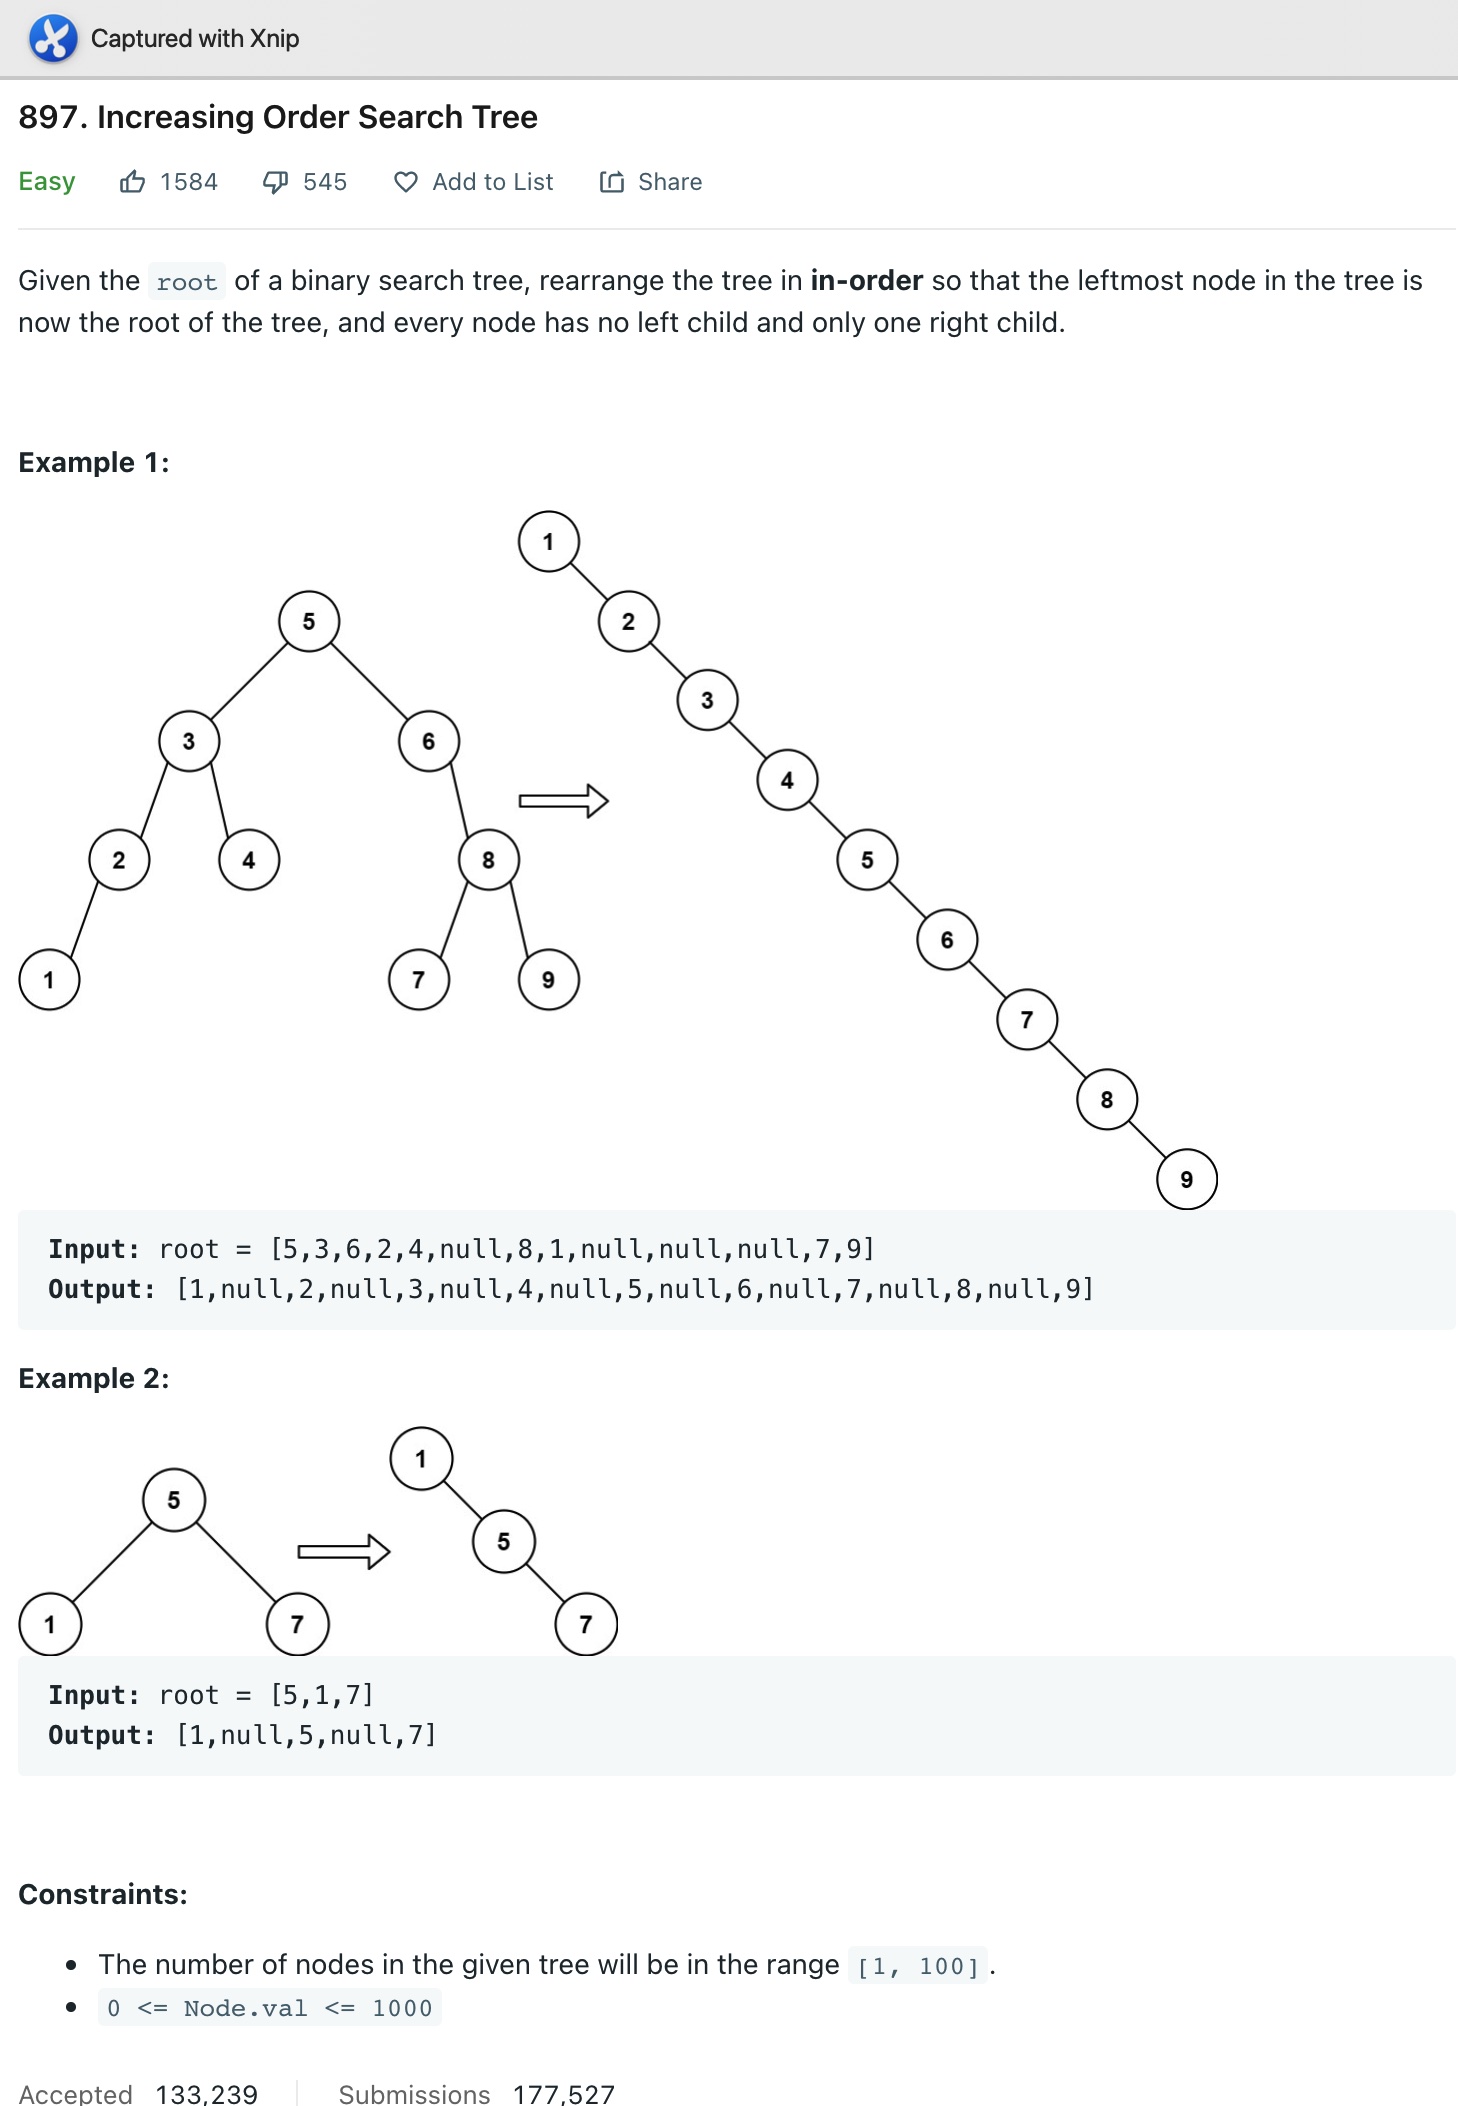 Captured with Xnip
897. Increasing Order Search Tree
Easy 1584 545 Add to List Share
Given the root of a binary search tree, rearrange the tree in in-order so that the leftmost node in the tree is
now the root of the tree, and every node has no left child and only one right child.
Example 1:
1
5 2
3
3 6
4
2 4 8 5
6
1 7 9
7
8
9
Input: root = [5,3,6,2,4,null,8,1,null,null,null,7,9]
Output: [1,null,2,null,3,null,4,null,5,null,6,null,7,null,8,null,9]
Example 2:
1
5
5
1 7 7
Input: root = [5,1,7]
Output: [1,null,5,null,7]
Constraints:
• The number of nodes in the given tree will be in the range [1, 100].
• 0 <= Node.val <= 1000
Accepted 133,239 Submissions 177,527